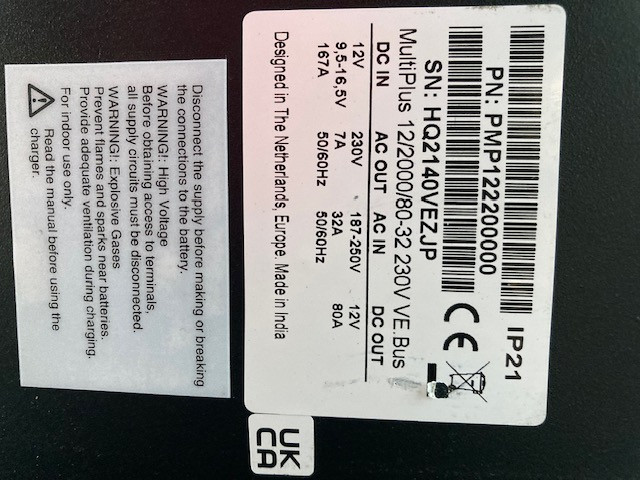 PN: PMP122200000
IP21
SN: HQ2140VEZJP
CE
MultiPlus 12/2000/80-32 230V VE.Bus
DC IN AC OUT AC IN DC OUT
12V 230V 187-250V 12V
9,5-16,5V 7A 32A 80A
167A 50/60Hz 50/60Hz
Designed in The Netherlands, Europe. Made in India
Disconnect the supply before making or breaking
the connections to the battery.
WARNING!: High Voltage
Before obtaining access to terminals,
all supply circuits must be disconnected.
WARNING!: Explosive Gases
Prevent flames and sparks near batteries.
Provide adequate ventilation during charging.
For indoor use only.
Read the manual before using the
charger.
UK
CA